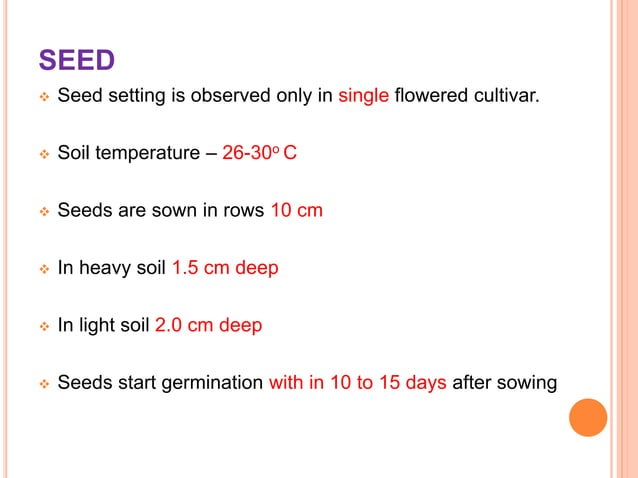 SEED
❖ Seed setting is observed only in single flowered cultivar.
❖ Soil temperature – 26-30º C
❖ Seeds are sown in rows 10 cm
❖ In heavy soil 1.5 cm deep
❖ In light soil 2.0 cm deep
❖ Seeds start germination with in 10 to 15 days after sowing